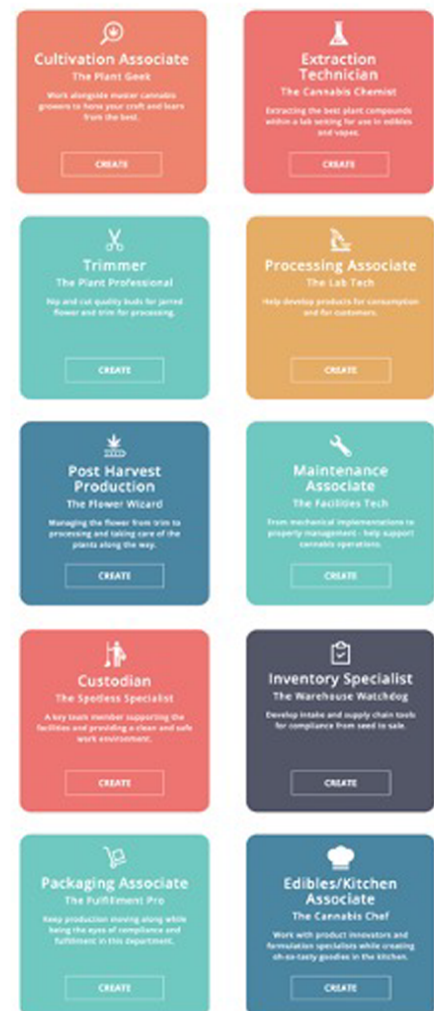 Cultivation Associate
The Plant Geek
Work alongside master cannabis
growers to hone your craft and learn
from the best.
CREATE
Extraction
Technician
The Cannabis Chemist
Extracting the best plant compounds
within a lab setting for use in edibles
and vapes.
CREATE
Trimmer
The Plant Professional
Nip and cut quality buds for jarred
flower and trim for processing.
CREATE
Processing Associate
The Lab Tech
Help develop products for consumption
and for customers.
CREATE
Post Harvest
Production
The Flower Wizard
Managing the flower from trim to
processing and taking care of the
plants along the way.
CREATE
Maintenance
Associate
The Facilities Tech
From mechanical implementations to
property management - help support
cannabis operations.
CREATE
Custodian
The Spotless Specialist
A key team member supporting the
facilities and providing a clean and safe
work environment.
CREATE
Inventory Specialist
The Warehouse Watchdog
Develop intake and supply chain tools
for compliance from seed to sale.
CREATE
Packaging Associate
The Fulfillment Pro
Keep production moving along while
being the eyes of compliance and
fulfillment in this department.
CREATE
Edibles/Kitchen
Associate
The Cannabis Chef
Work with product innovators and
formulation specialists while creating
oh-so-tasty goodies in the kitchen.
CREATE